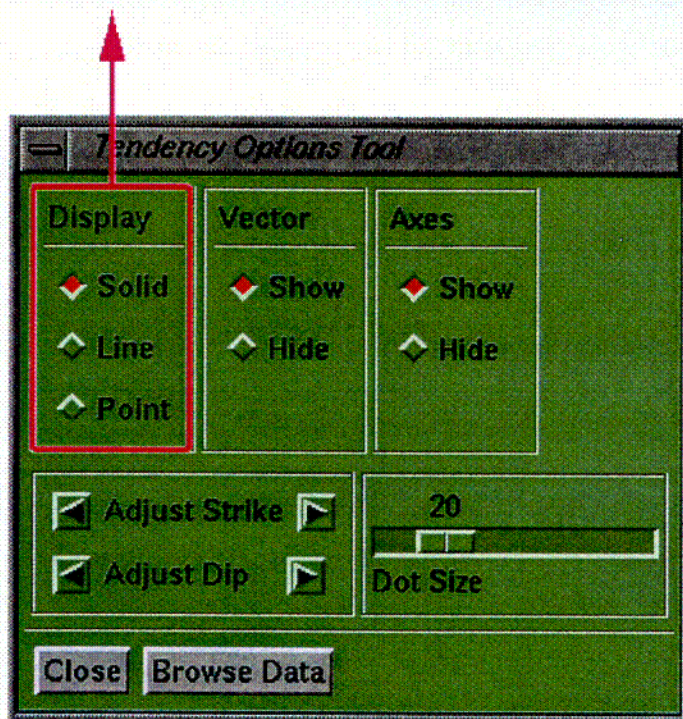 Tendency Options Tool
Display Vector Axes
Solid Show Show
Line Hide Hide
Point
Adjust Strike 20
Adjust Dip Dot Size
Close Browse Data